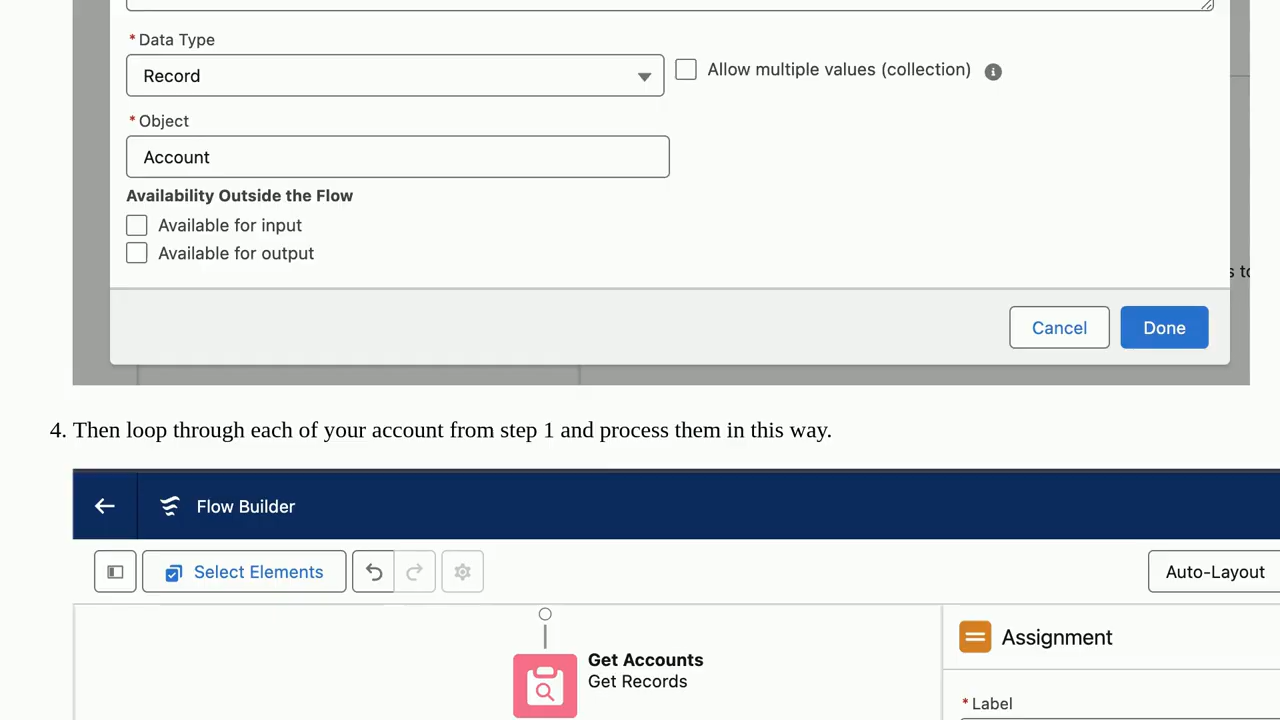 * Data Type
Record
Allow multiple values (collection)
* Object
Account
Availability Outside the Flow
Available for input
Available for output
Cancel
Done
4. Then loop through each of your account from step 1 and process them in this way.
Flow Builder
Select Elements
Auto-Layout
Get Accounts
Get Records
Assignment
* Label